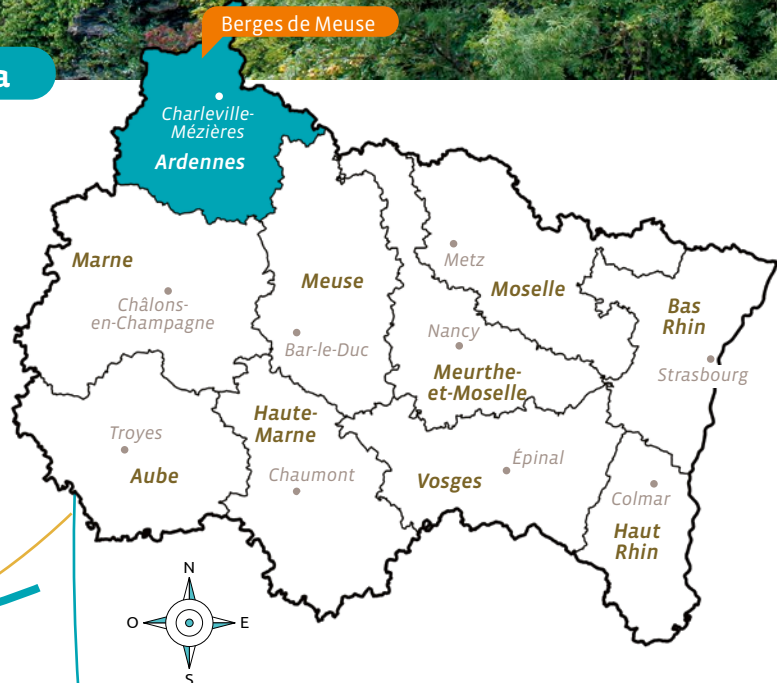 Berges de Meuse
a
Charleville-
Mézières
Ardennes
Marne
Châlons-
en-Champagne
Meuse
Bar-le-Duc
Metz
Moselle
Nancy
Meurthe-
et-Moselle
Bas
Rhin
Strasbourg
Troyes
Aube
Haute-
Marne
Chaumont
Vosges
Épinal
Colmar
Haut
Rhin
N
O
E
S